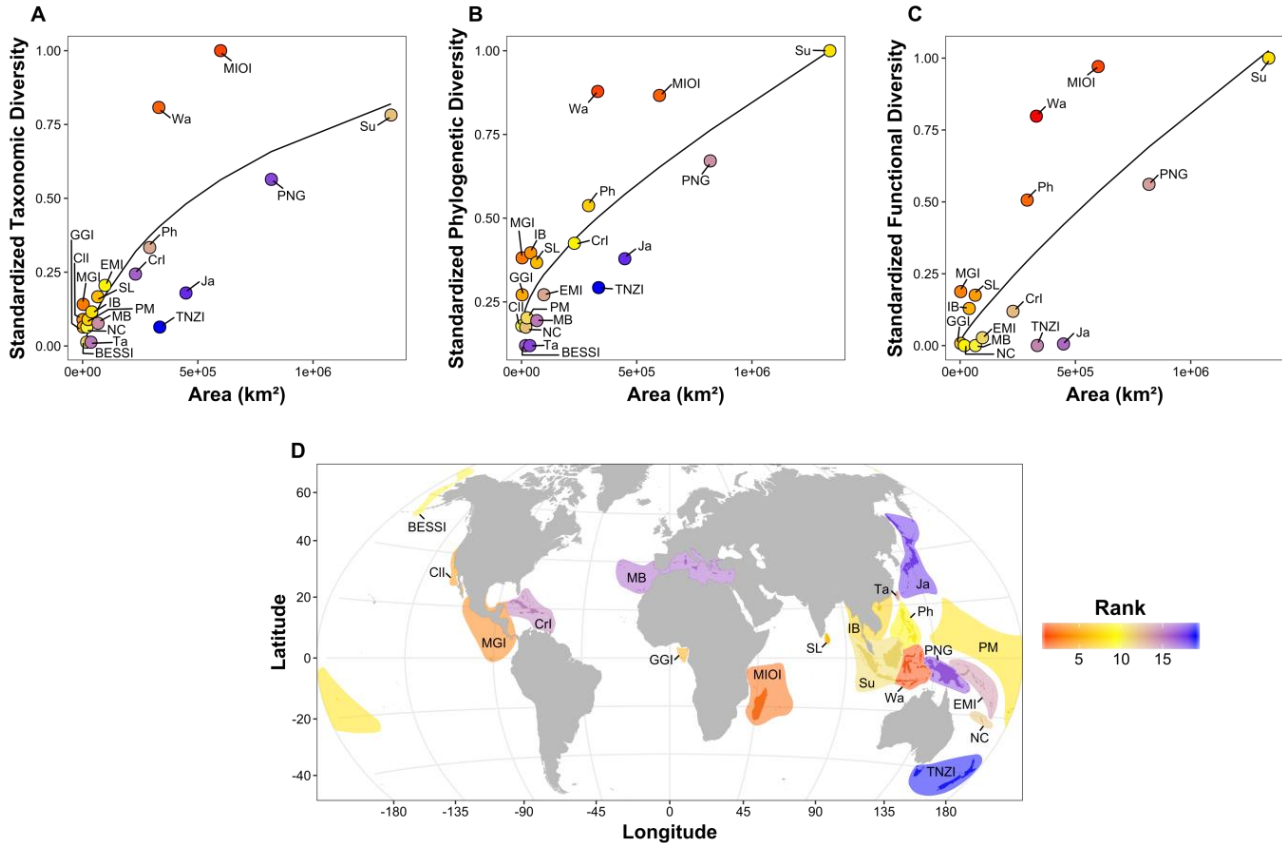 A
Standardized Taxonomic Diversity
1.00
0.75
0.50
0.25
0.00
MIOI
Wa
Su
PNG
GGI
CII
MGI
EMI
Ph
CrI
SL
IB
PM
MB
NC
Ta
BESSI
Ja
TNZI
0e+00
5e+05
1e+06
Area (km²)
B
Standardized Phylogenetic Diversity
1.00
0.75
0.50
0.25
Su
Wa
MIOI
PNG
Ph
MGI
IB
SL
CrI
Ja
GGI
EMI
TNZI
CII
PM
MB
NC
Ta
BESSI
0e+00
5e+05
1e+06
Area (km²)
C
Standardized Functional Diversity
1.00
0.75
0.50
0.25
0.00
MIOI
Su
Wa
Ph
PNG
MGI
SL
IB
CrI
GGI
EMI
TNZI
Ja
MB
NC
0e+00
5e+05
1e+06
Area (km²)
D
Latitude
60
40
20
0
-20
-40
BESSI
CII
MGI
CrI
MB
GGI
MIOI
SL
IB
Ta
Ja
Ph
PNG
PM
Su
Wa
EMI
NC
TNZI
-180
-135
-90
-45
0
45
90
135
180
Longitude
Rank
5
10
15